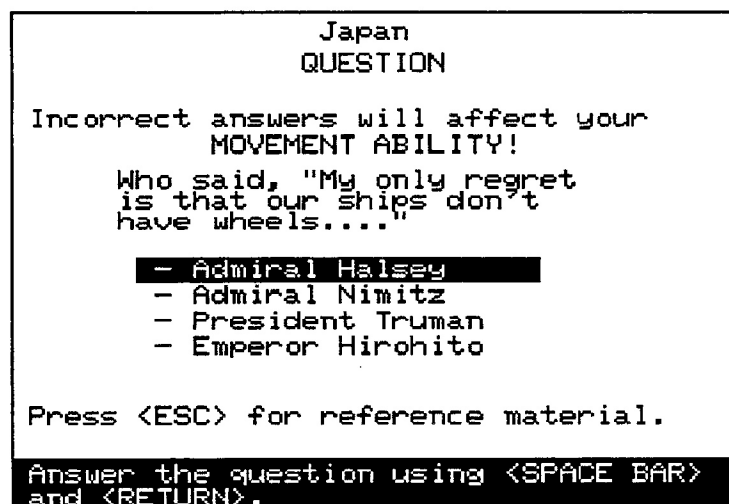 Japan
QUESTION
Incorrect answers will affect your
MOVEMENT ABILITY!
Who said, "My only regret
is that our ships don't
have wheels...."
- Admiral Halsey
- Admiral Nimitz
- President Truman
- Emperor Hirohito
Press <ESC> for reference material.
Answer the question using <SPACE BAR>
and <RETURN>.